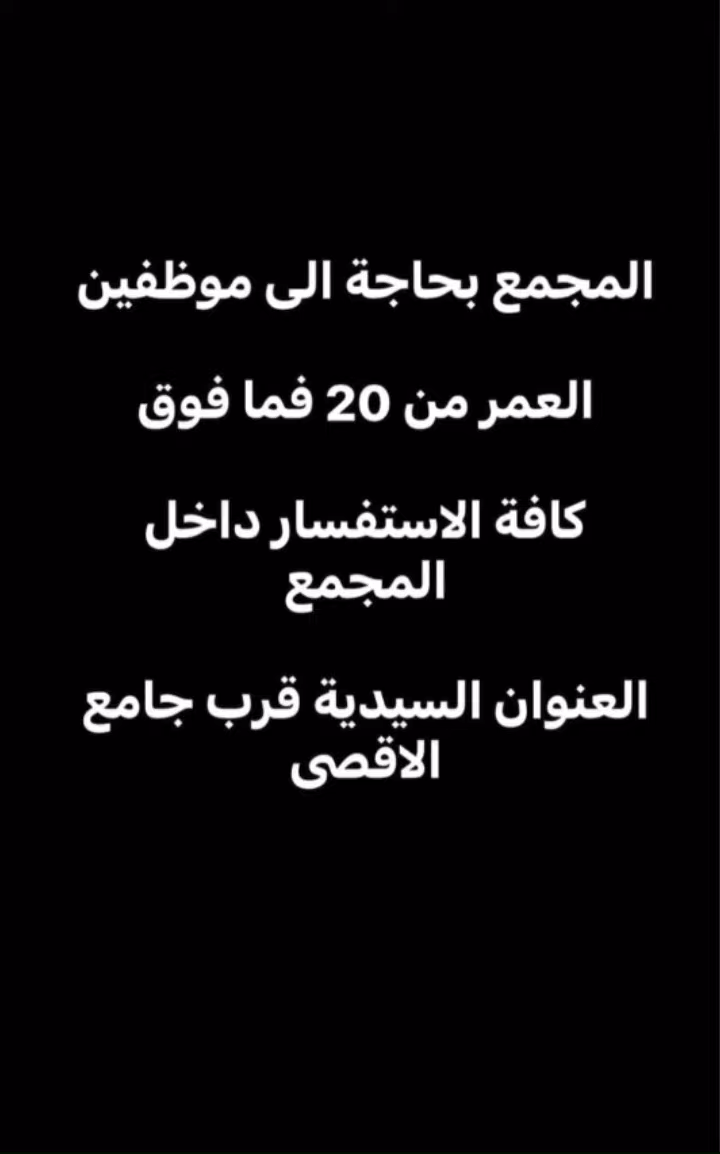 المجمع بحاجة الى موظفين
العمر من 20 فما فوق
كافة الاستفسار داخل
المجمع
العنوان السيدية قرب جامع
الاقصى